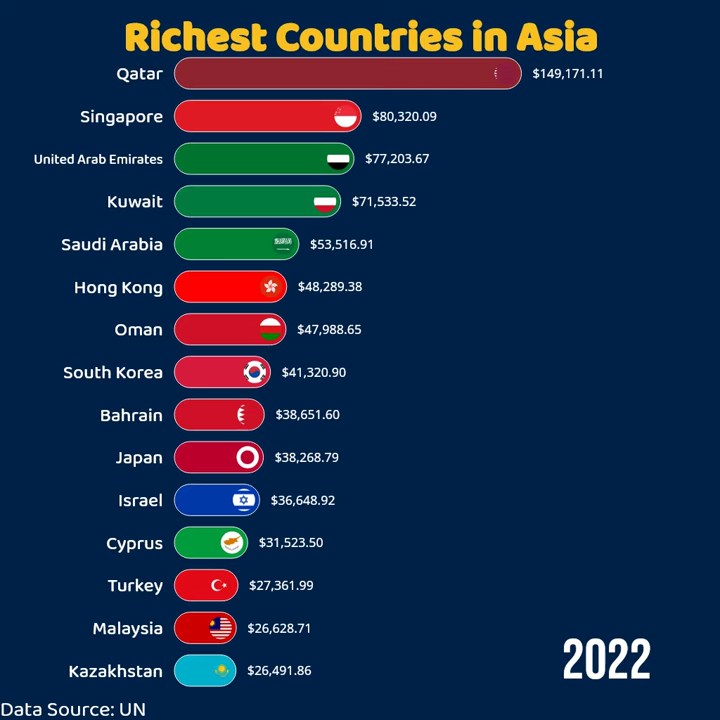 Richest Countries in Asia
Qatar $149,171.11
Singapore $80,320.09
United Arab Emirates $77,203.67
Kuwait $71,533.52
Saudi Arabia $53,516.91
Hong Kong $48,289.38
Oman $47,988.65
South Korea $41,320.90
Bahrain $38,651.60
Japan $38,268.79
Israel $36,648.92
Cyprus $31,523.50
Turkey $27,361.99
Malaysia $26,628.71
Kazakhstan $26,491.86
2022
Data Source: UN